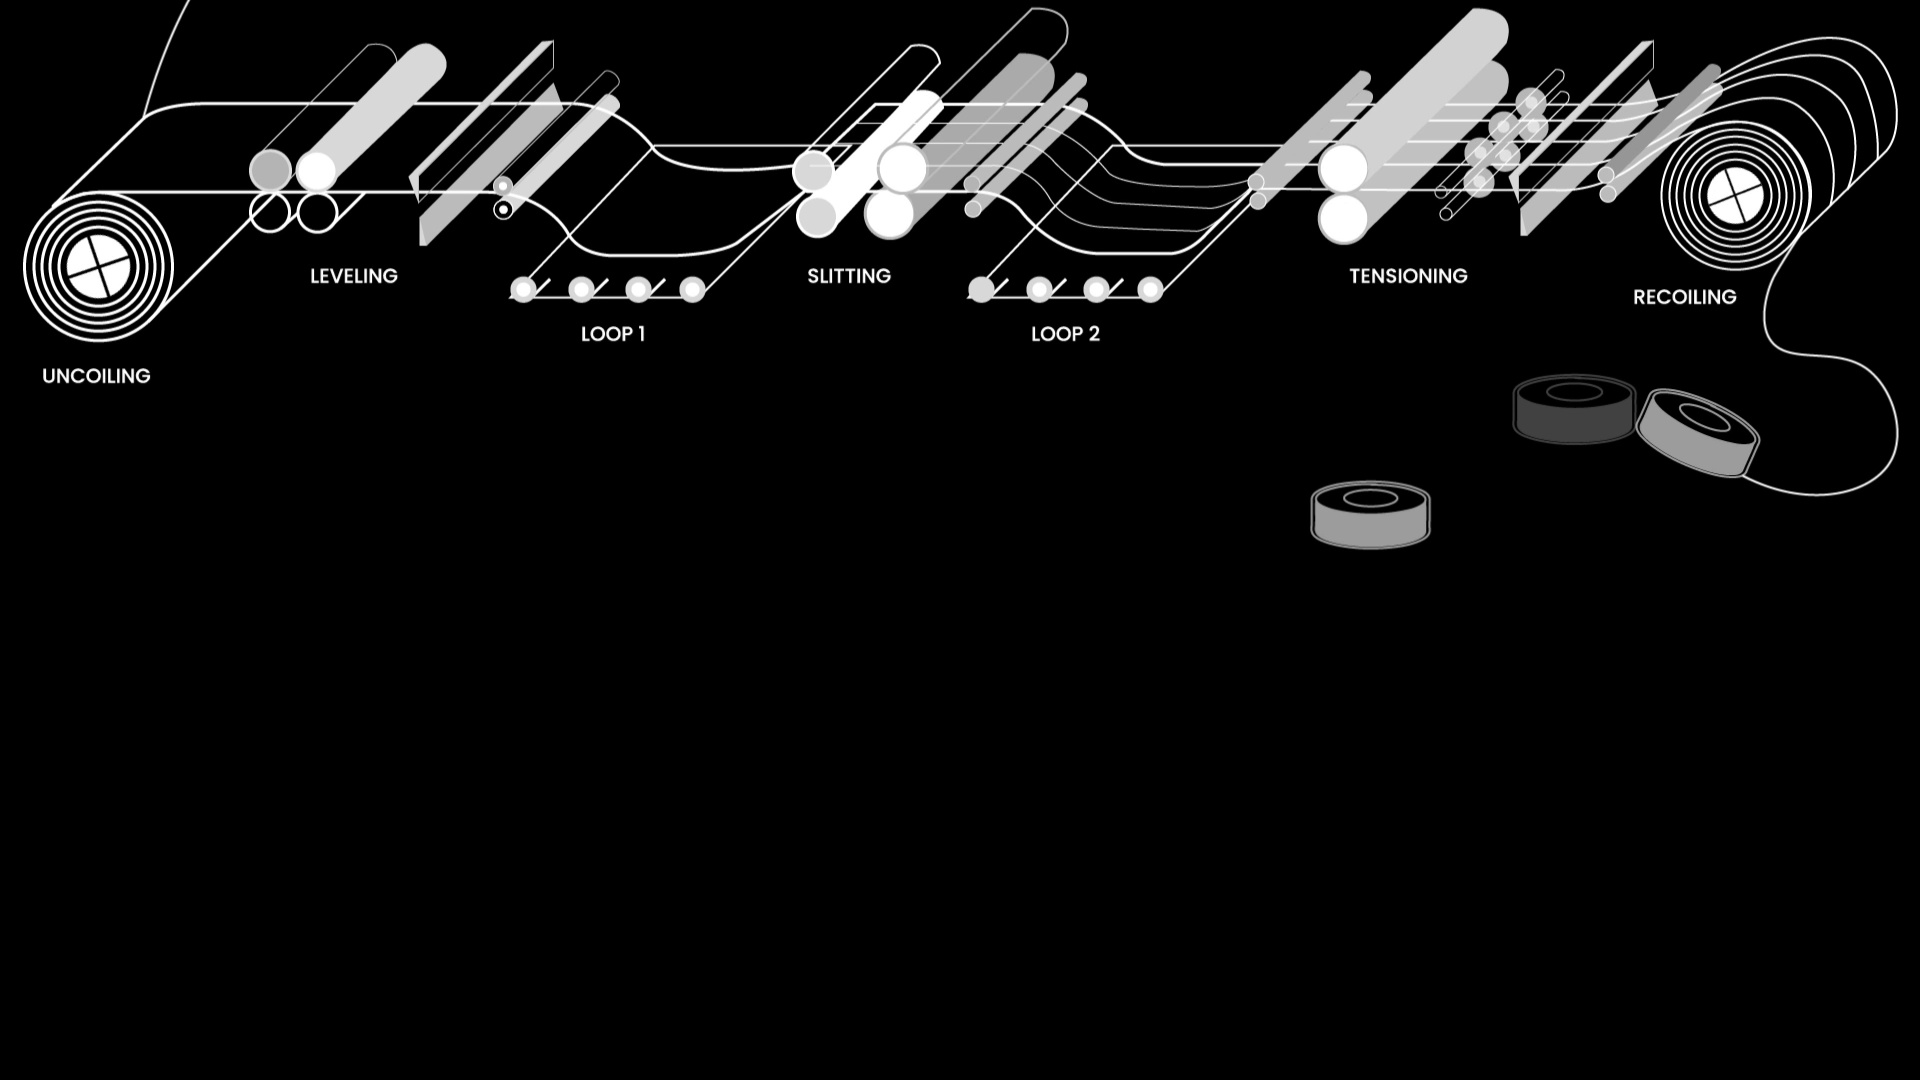 LEVELING
SLITTING
TENSIONING
RECOILING
LOOP 1
LOOP 2
UNCOILING